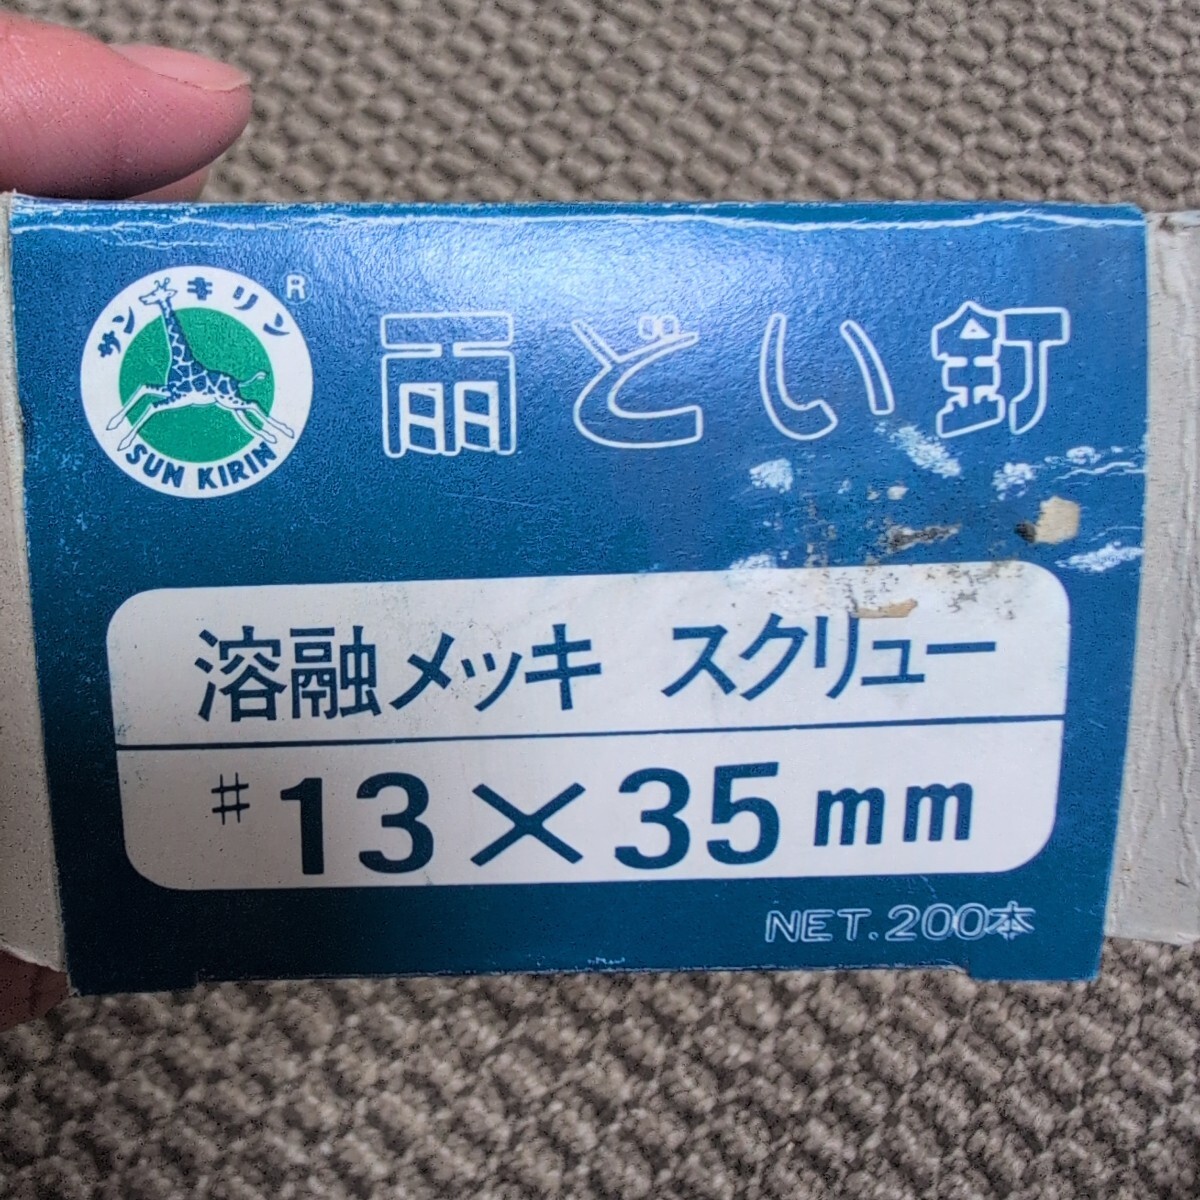 サンキリン®
SUN KIRIN
雨どい釘
溶融メッキ スクリュー
#13×35mm
NET.200本